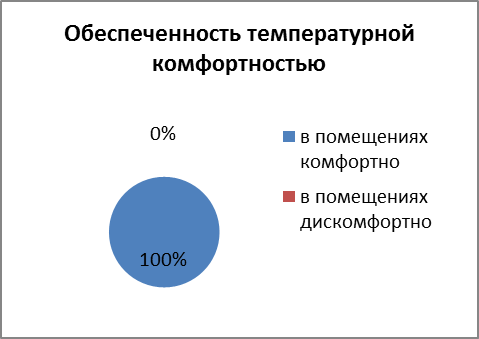 Обеспеченность температурной
комфортностью
0%
100%
в помещениях
комфортно
в помещениях
дискомфортно